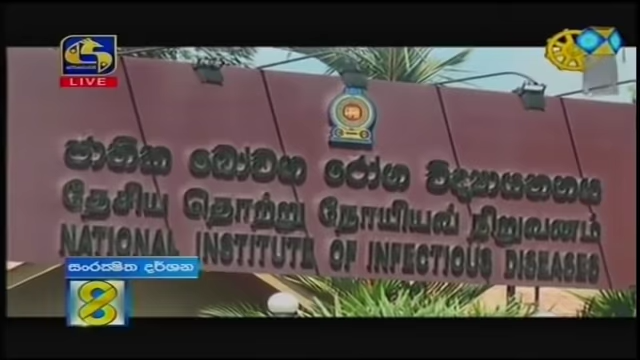 LIVE
ජාතික බෝවන රෝග විද්‍යායතනය
தேசிய தொற்று நோயியல் நிறுவனம்
NATIONAL INSTITUTE OF INFECTIOUS DISEASES
සංරක්ෂිත දර්ශන
8